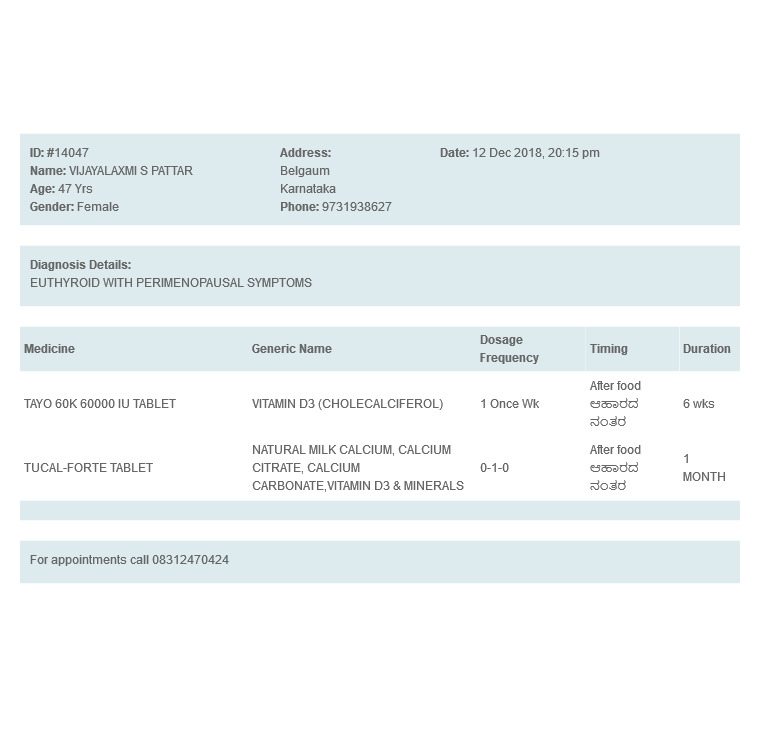 ID: #14047
Name: VIJAYALAXMI S PATTAR
Age: 47 Yrs
Gender: Female
Address:
Belgaum
Karnataka
Phone: 9731938627
Date: 12 Dec 2018, 20:15 pm
Diagnosis Details:
EUTHYROID WITH PERIMENOPAUSAL SYMPTOMS
Medicine
Generic Name
Dosage
Frequency
Timing
Duration
TAYO 60K 60000 IU TABLET
VITAMIN D3 (CHOLECALCIFEROL)
1 Once Wk
After food
ಆಹಾರದ
ನಂತರ
6 wks
TUCAL-FORTE TABLET
NATURAL MILK CALCIUM, CALCIUM
CITRATE, CALCIUM
CARBONATE,VITAMIN D3 & MINERALS
0-1-0
After food
ಆಹಾರದ
ನಂತರ
1
MONTH
For appointments call 08312470424